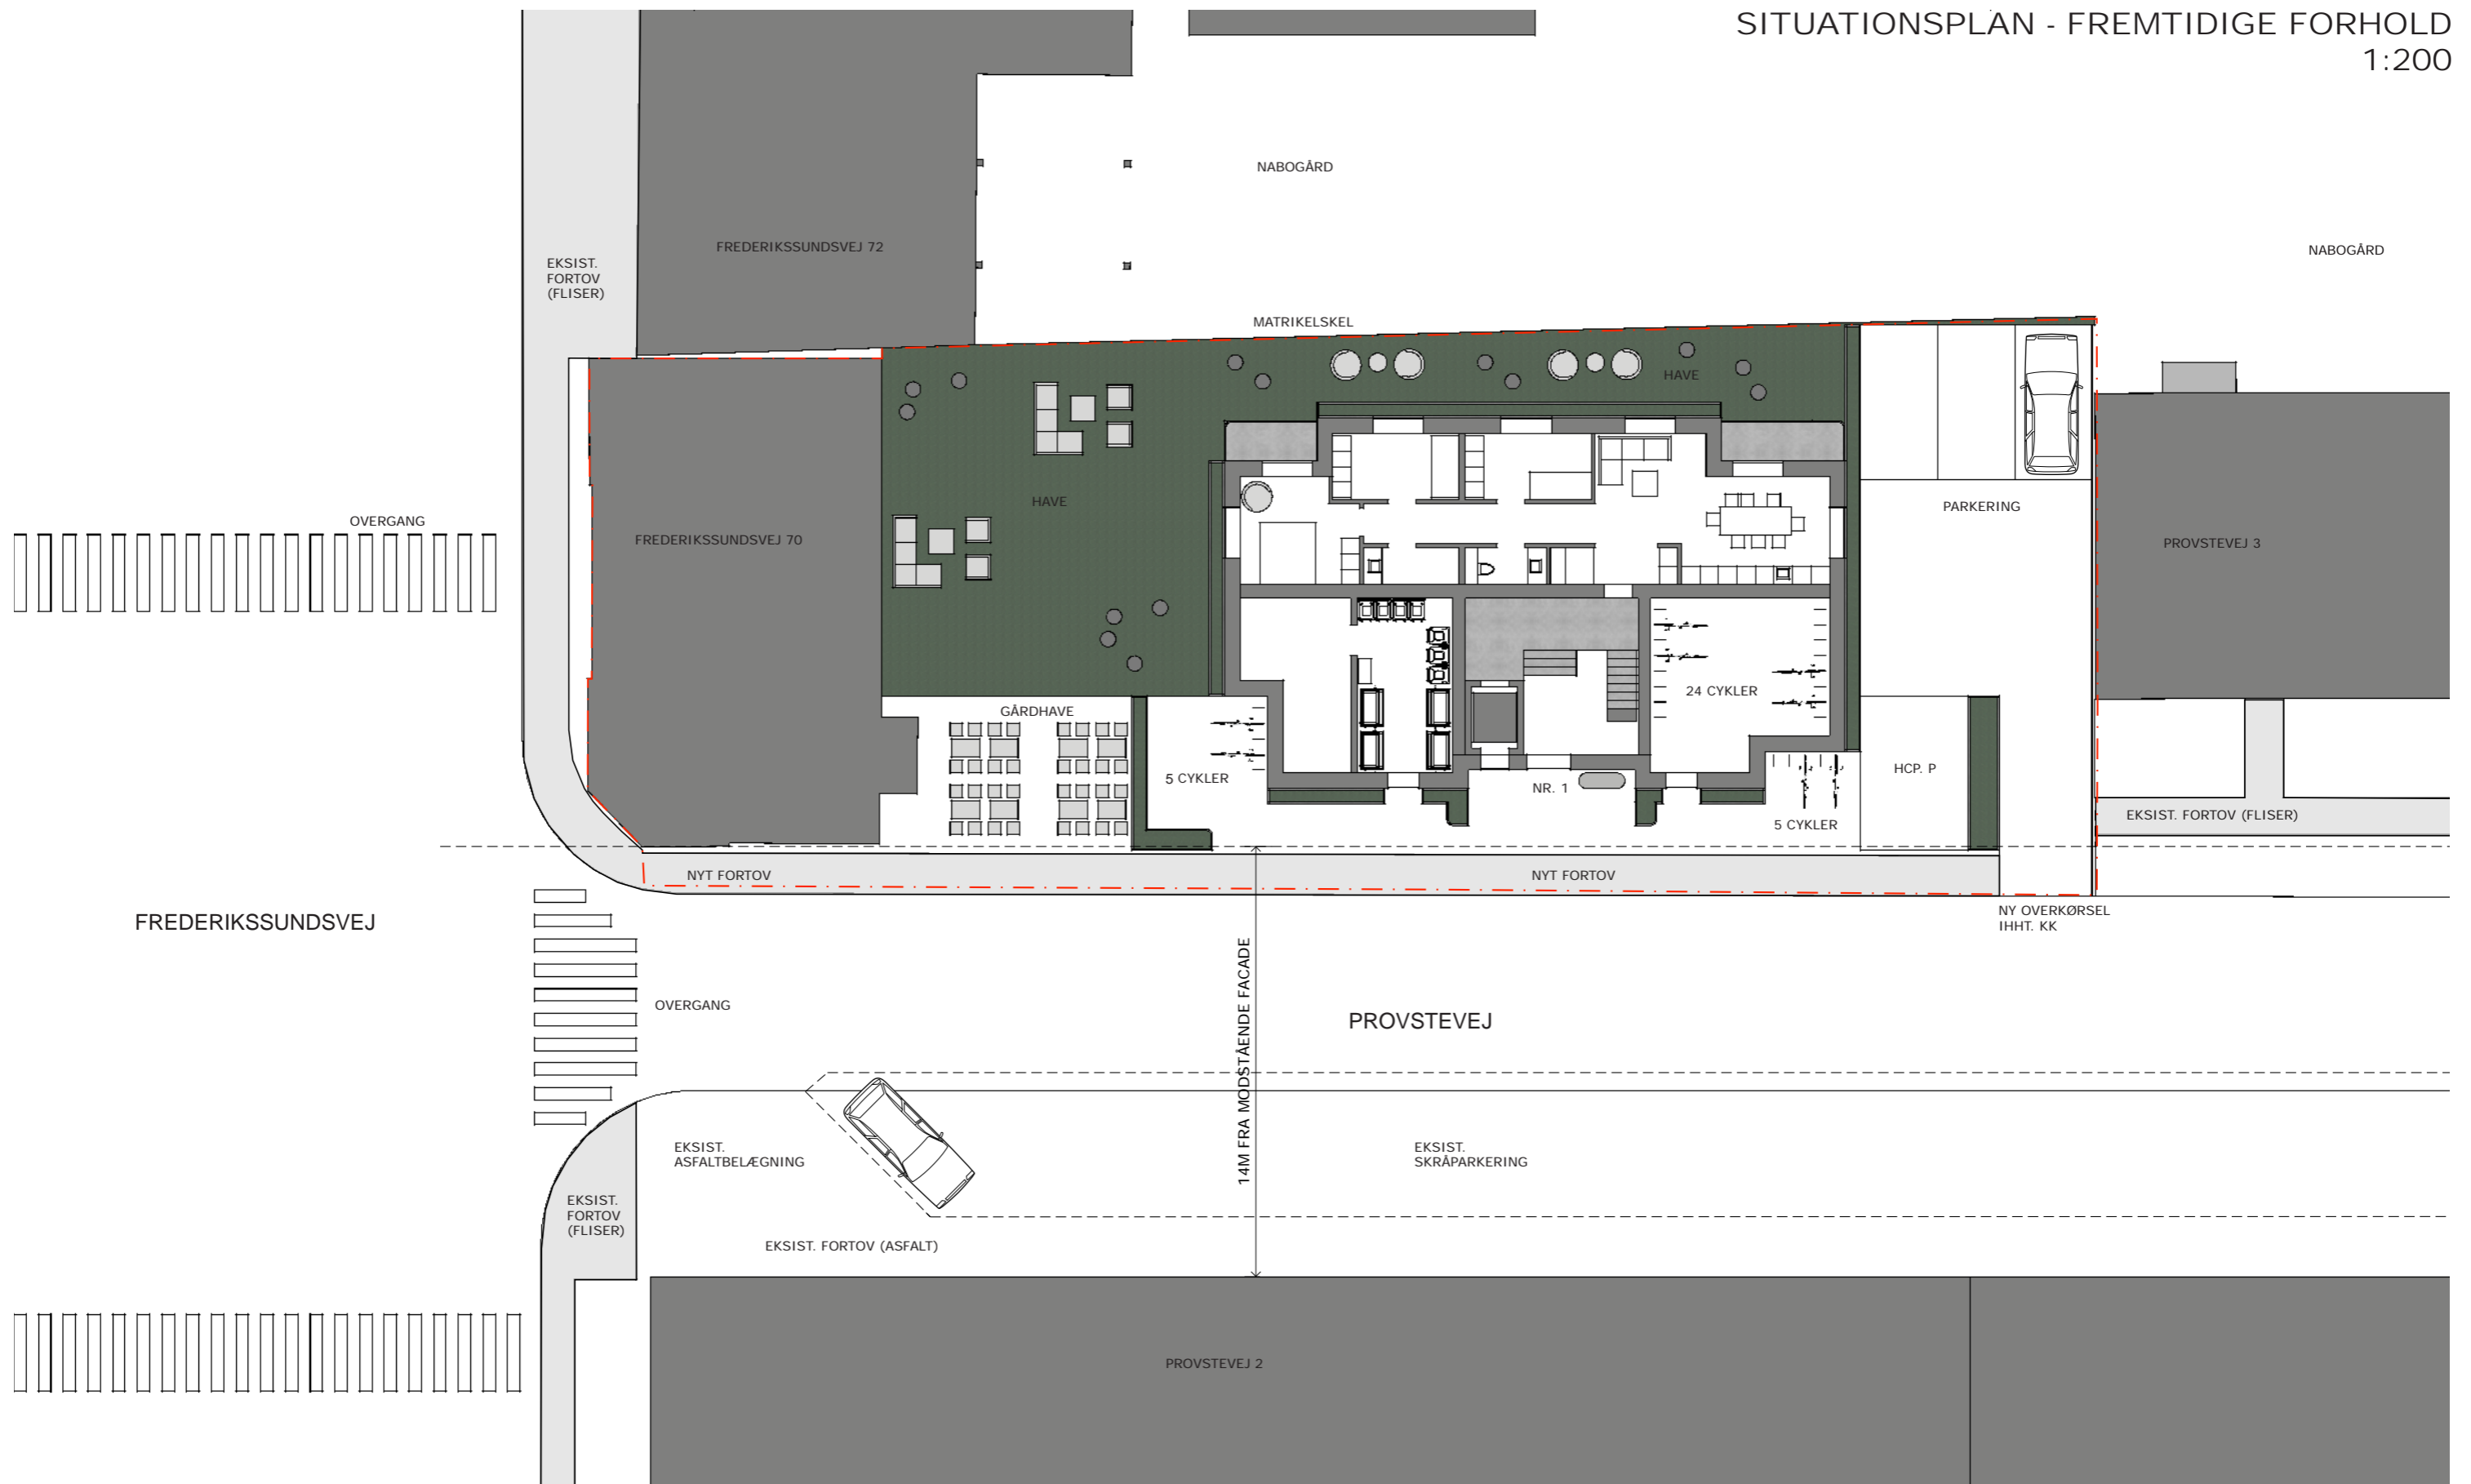 SITUATIONSPLAN - FREMTIDIGE FORHOLD
1:200
NABOGÅRD
FREDERIKSSUNDSVEJ 72
NABOGÅRD
EKSIST.
FORTOV
(FLISER)
MATRIKELSKEL
HAVE
HAVE
PARKERING
OVERGANG
FREDERIKSSUNDSVEJ 70
PROVSTEVEJ 3
24 CYKLER
GÅRDHAVE
5 CYKLER
HCP. P
NR. 1
5 CYKLER
EKSIST. FORTOV (FLISER)
NYT FORTOV
NYT FORTOV
NY OVERKØRSEL
IHHT. KK
FREDERIKSSUNDSVEJ
OVERGANG
14M FRA MODSTÅENDE FACADE
PROVSTEVEJ
EKSIST.
ASFALTBELÆGNING
EKSIST.
SKRÅPARKERING
EKSIST.
FORTOV
(FLISER)
EKSIST. FORTOV (ASFALT)
PROVSTEVEJ 2